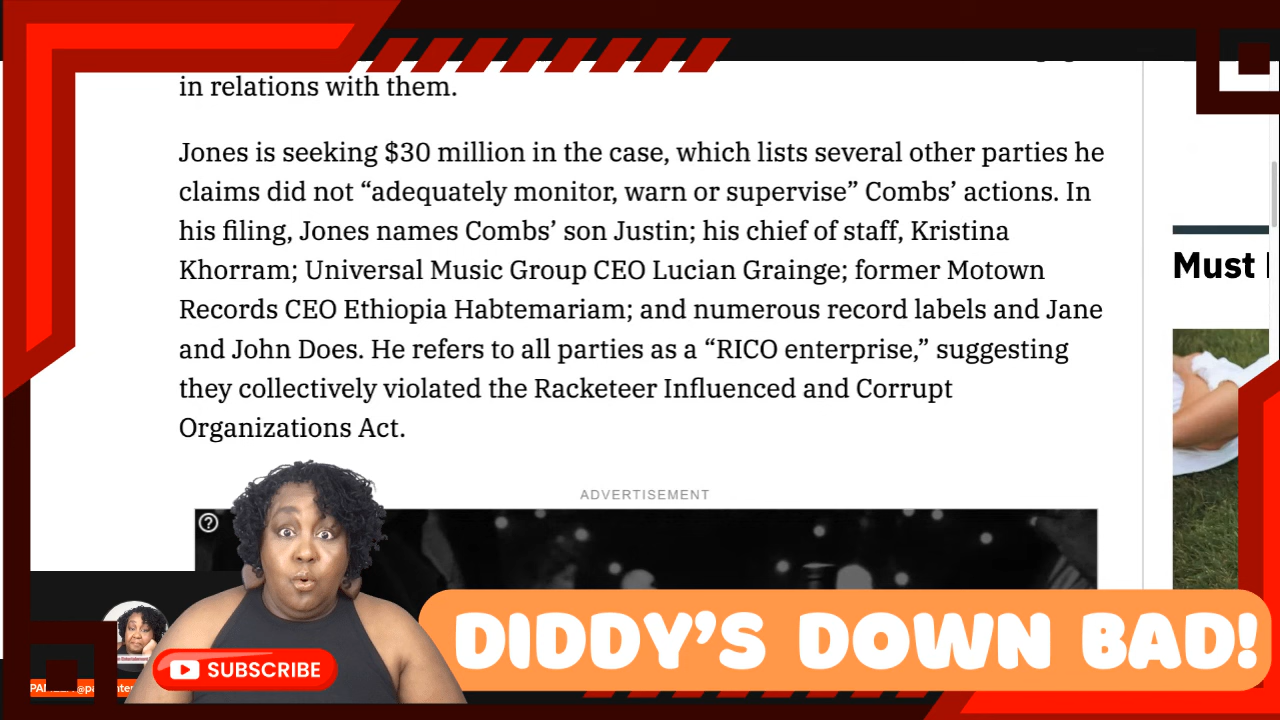 in relations with them.
Jones is seeking $30 million in the case, which lists several other parties he
claims did not “adequately monitor, warn or supervise” Combs’ actions. In
his filing, Jones names Combs’ son Justin; his chief of staff, Kristina
Khorram; Universal Music Group CEO Lucian Grainge; former Motown
Records CEO Ethiopia Habtemariam; and numerous record labels and Jane
and John Does. He refers to all parties as a “RICO enterprise,” suggesting
they collectively violated the Racketeer Influenced and Corrupt
Organizations Act.
Must
ADVERTISEMENT
?
DIDDY’S DOWN BAD!
SUBSCRIBE